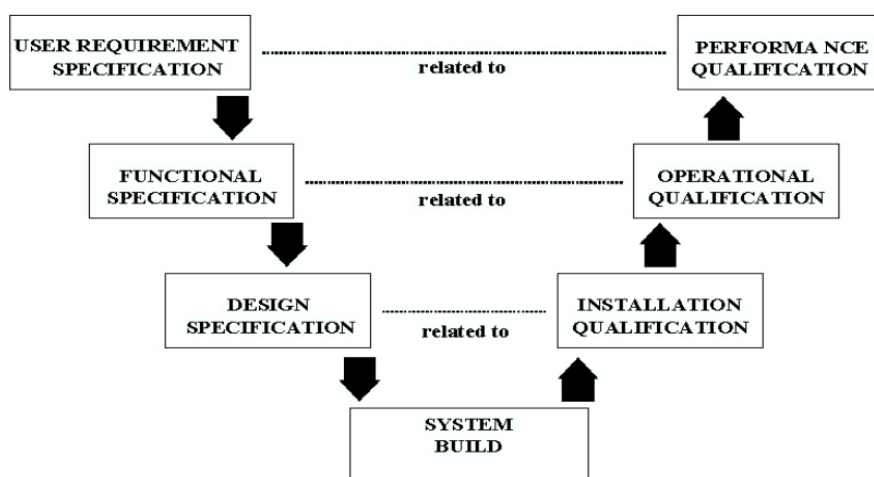 USER REQUIREMENT
SPECIFICATION
related to
PERFORMA NCE
QUALIFICATION
FUNCTIONAL
SPECIFICATION
related to
OPERATIONAL
QUALIFICATION
DESIGN
SPECIFICATION
related to
INSTALLATION
QUALIFICATION
SYSTEM
BUILD